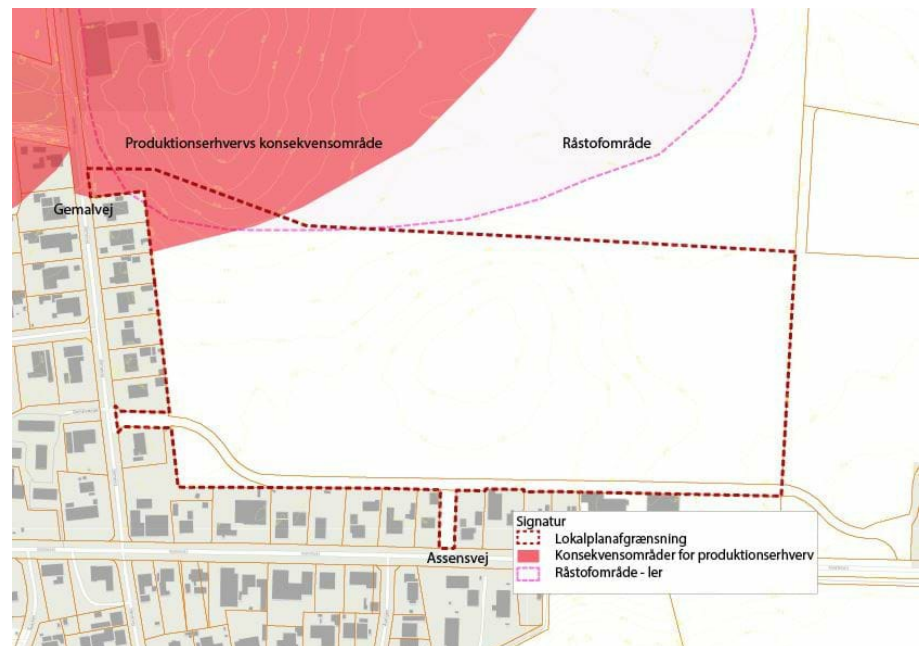 Produktionserhvervs konsekvensområde
Råstofområde
Gemalvej
Assensvej
Signatur
Lokalplanafgrænsning
Konsekvensområder for produktionserhverv
Råstofområde - ler